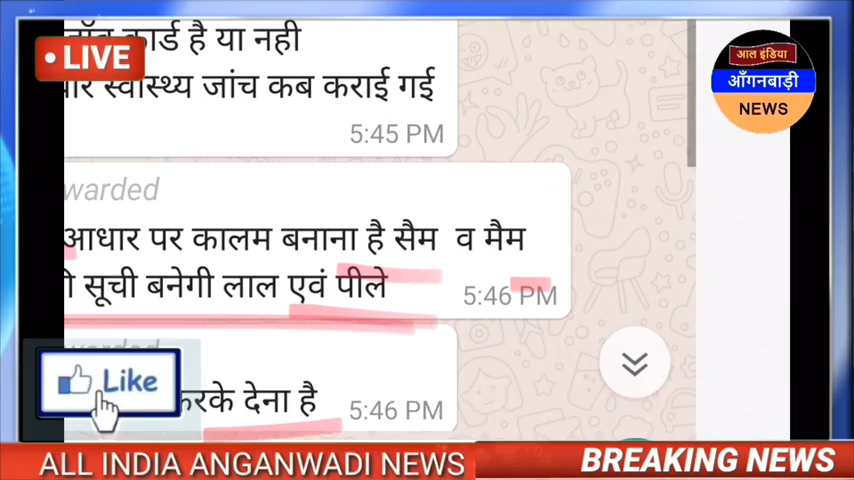 LIVE
कार्ड है या नही
स्वास्थ्य जांच कब कराई गई
5:45 PM
आल इंडिया
आँगनबाड़ी
NEWS
warded
आधार पर कालम बनाना है सैम व मैम
सूची बनेगी लाल एवं पीले
5:46 PM
Like
करके देना है
5:46 PM
ALL INDIA ANGANWADI NEWS
BREAKING NEWS